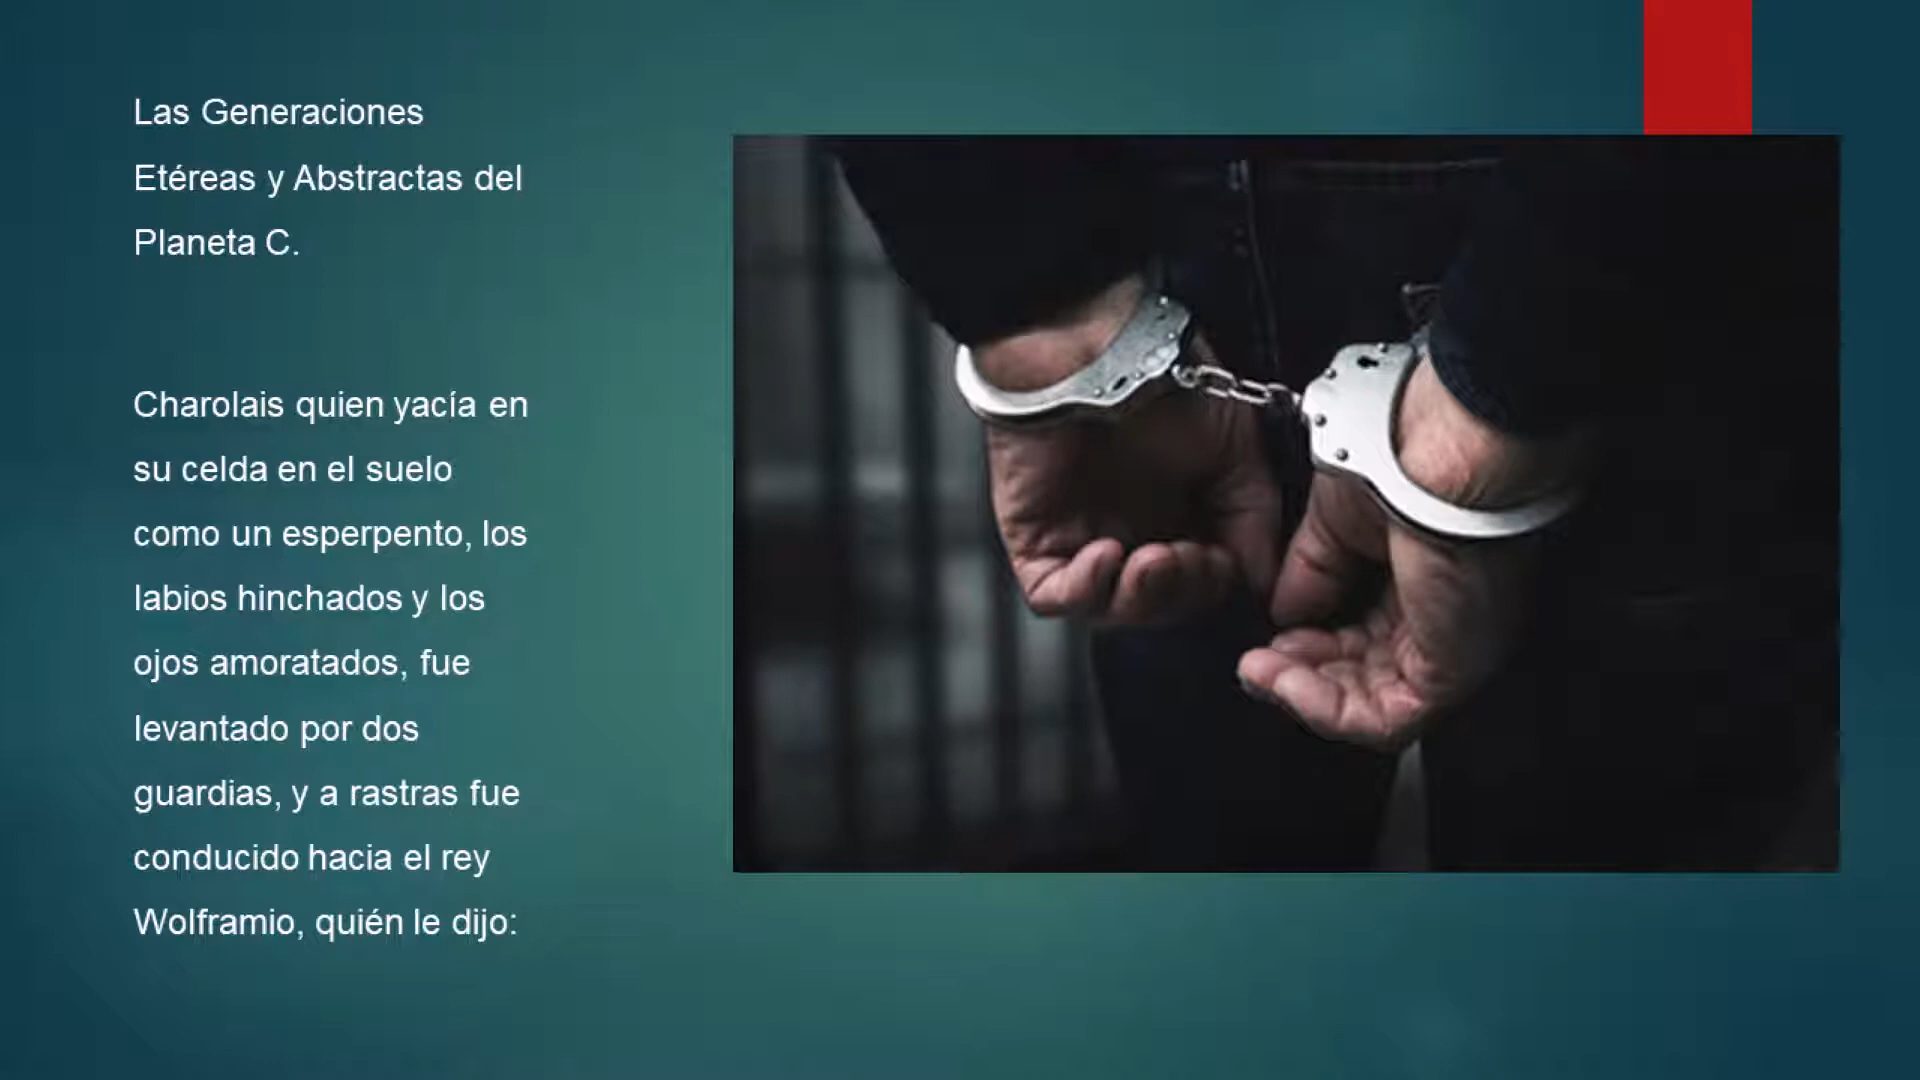 Las Generaciones
Etéreas y Abstractas del
Planeta C.
Charolais quien yacía en
su celda en el suelo
como un esperpento, los
labios hinchados y los
ojos amoratados, fue
levantado por dos
guardias, y a rastras fue
conducido hacia el rey
Wolframio, quién le dijo: